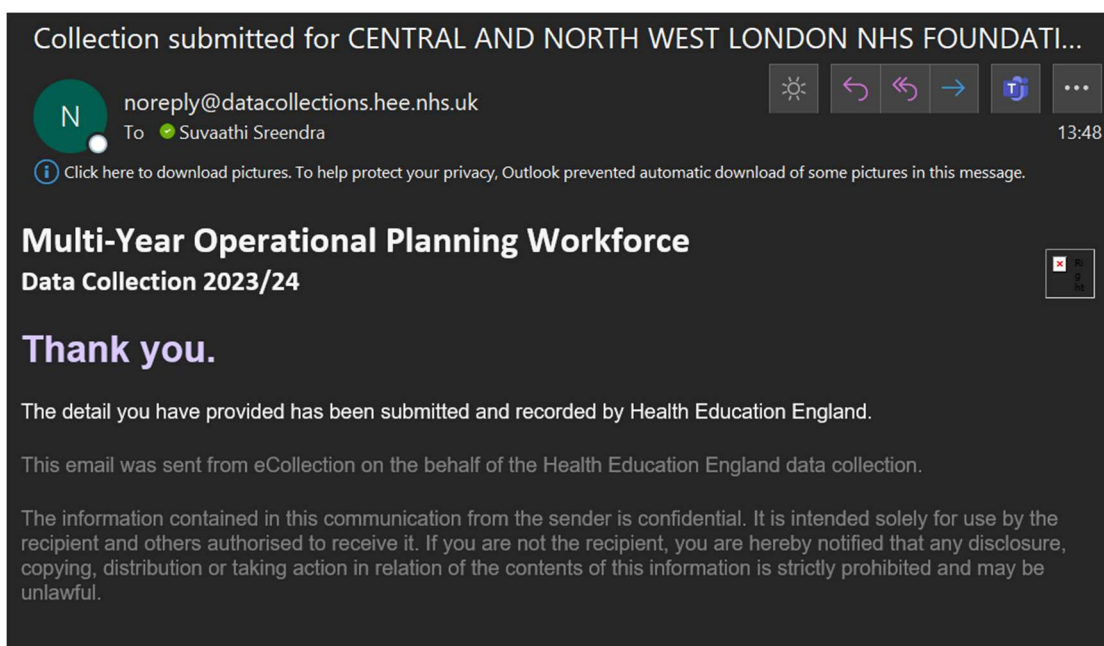 Collection submitted for CENTRAL AND NORTH WEST LONDON NHS FOUNDATI...
N
noreply@datacollections.hee.nhs.uk
To Suvaathi Sreendra
13:48
Click here to download pictures. To help protect your privacy, Outlook prevented automatic download of some pictures in this message.
Multi-Year Operational Planning Workforce
Data Collection 2023/24
Ri
g
ht
Thank you.
The detail you have provided has been submitted and recorded by Health Education England.
This email was sent from eCollection on the behalf of the Health Education England data collection.
The information contained in this communication from the sender is confidential. It is intended solely for use by the
recipient and others authorised to receive it. If you are not the recipient, you are hereby notified that any disclosure,
copying, distribution or taking action in relation of the contents of this information is strictly prohibited and may be
unlawful.